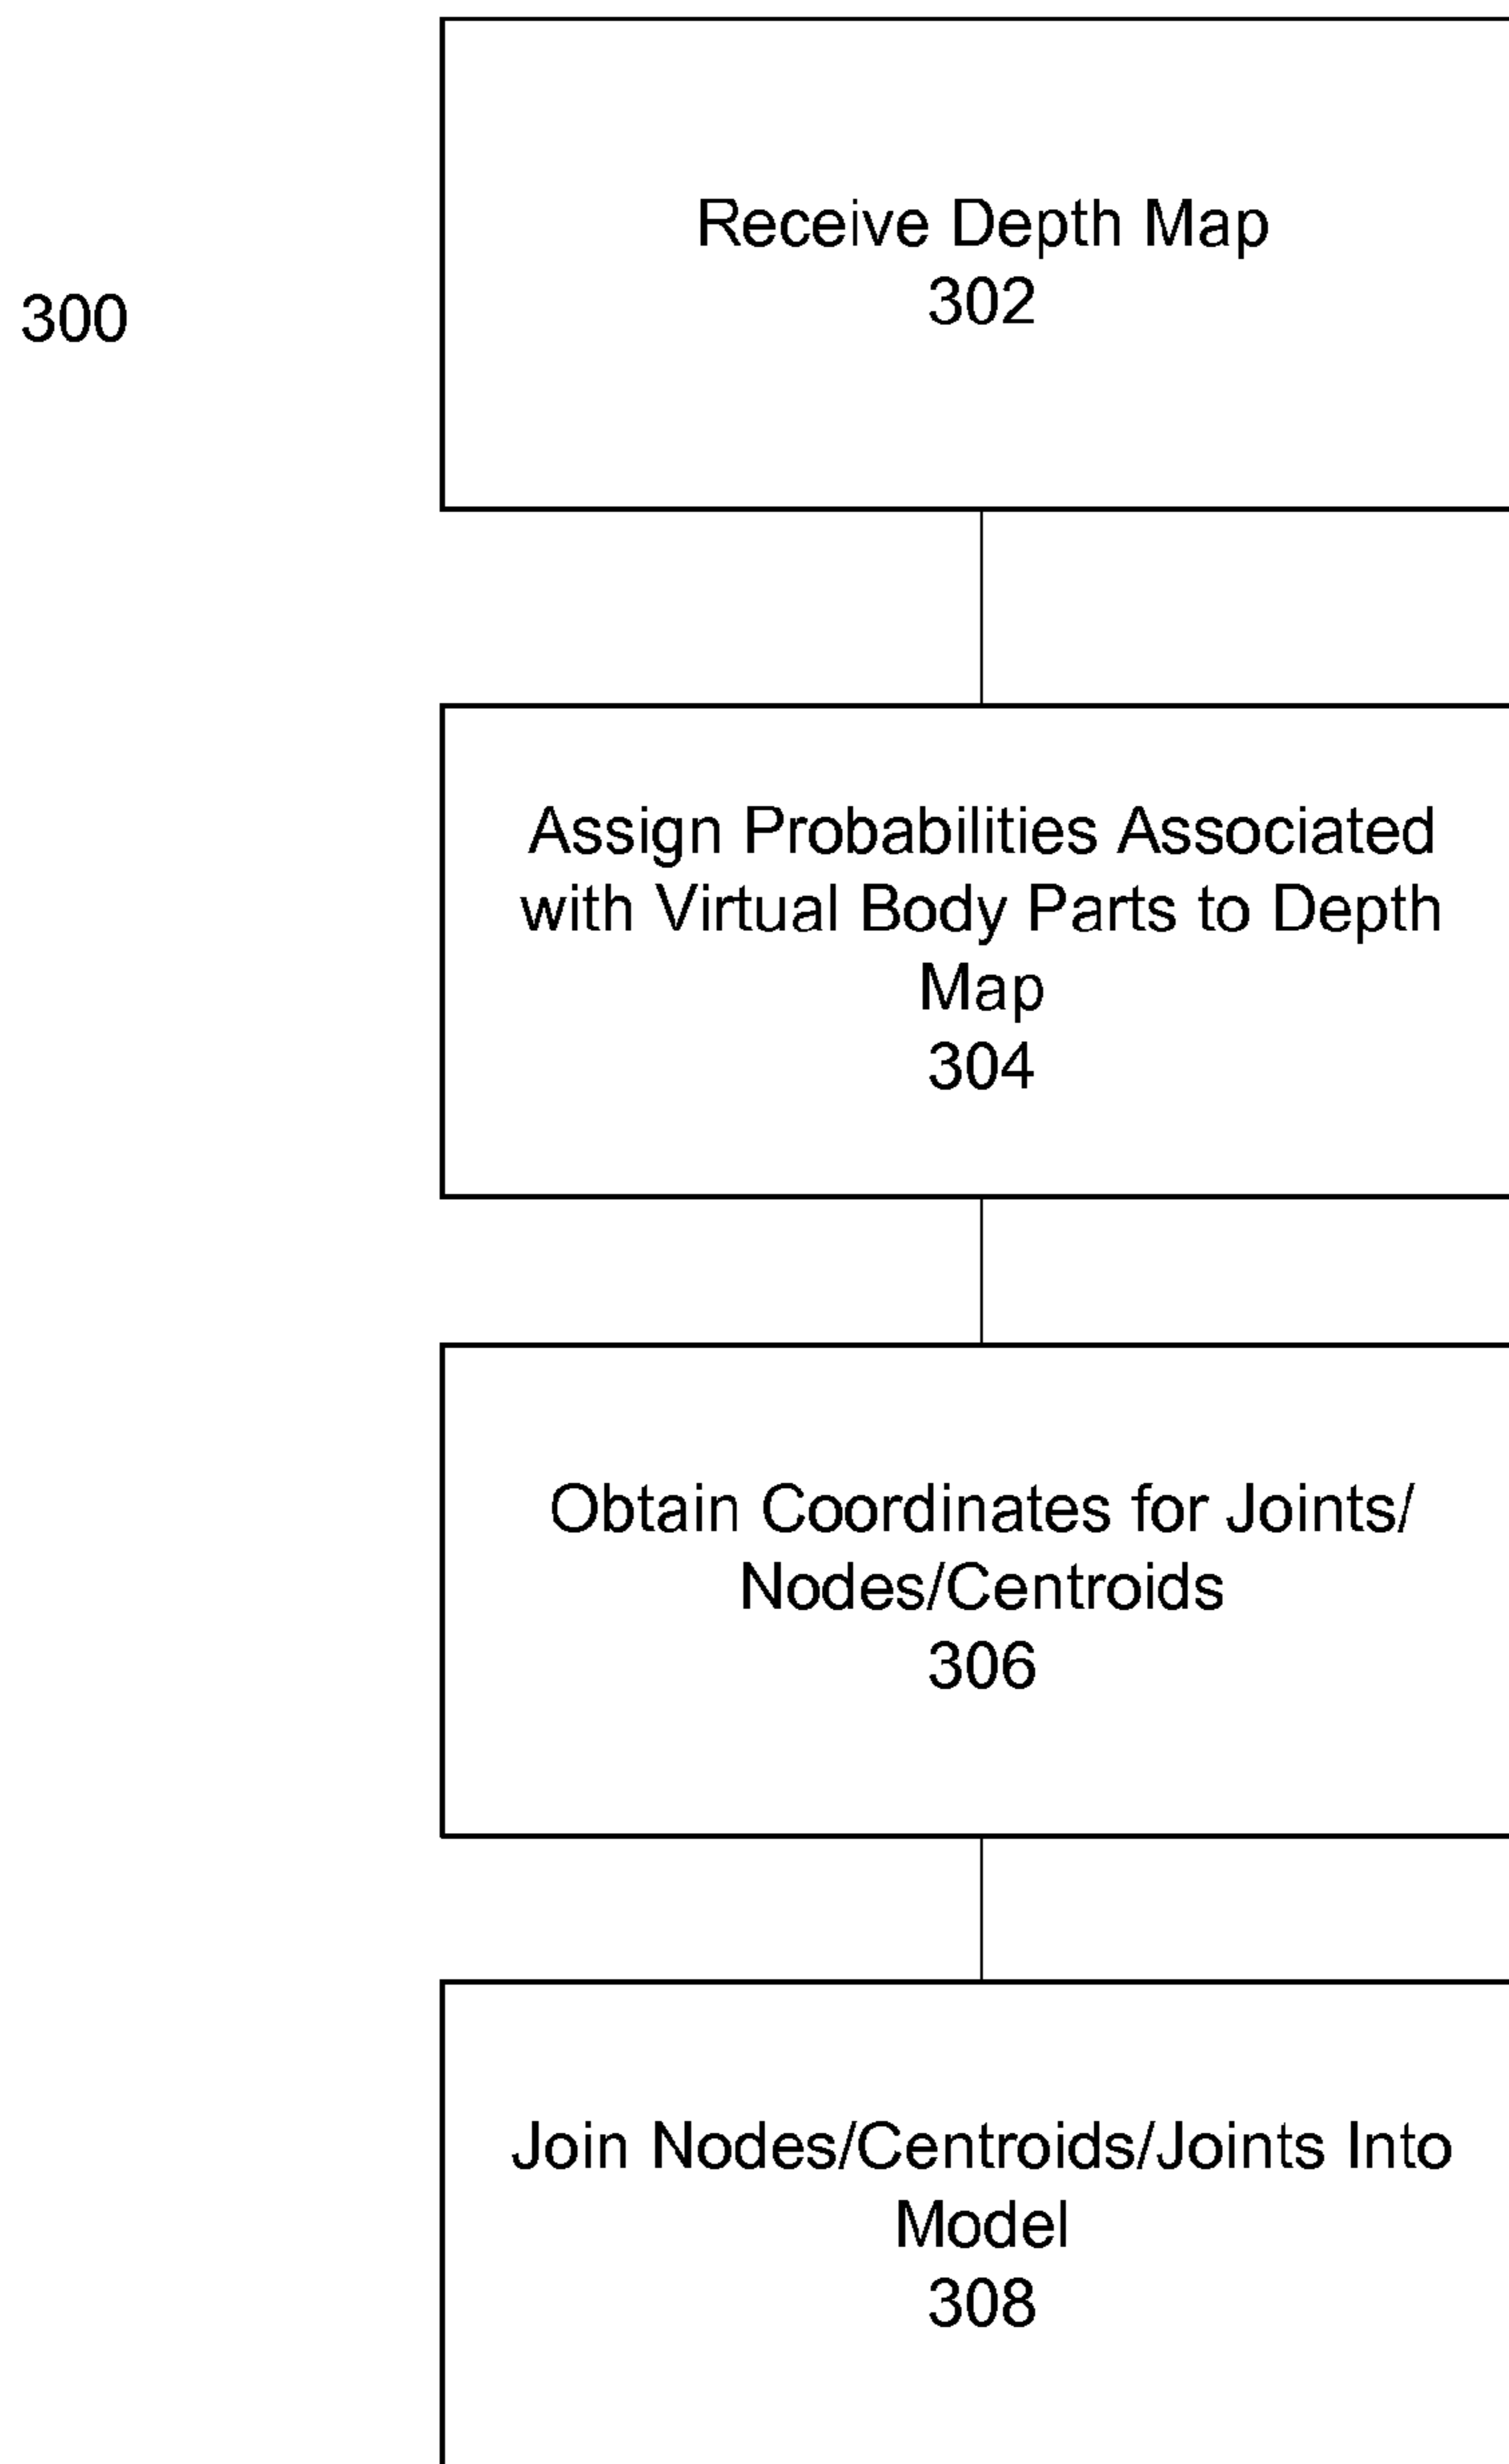 300
Receive Depth Map
302
Assign Probabilities Associated
with Virtual Body Parts to Depth
Map
304
Obtain Coordinates for Joints/
Nodes/Centroids
306
Join Nodes/Centroids/Joints Into
Model
308